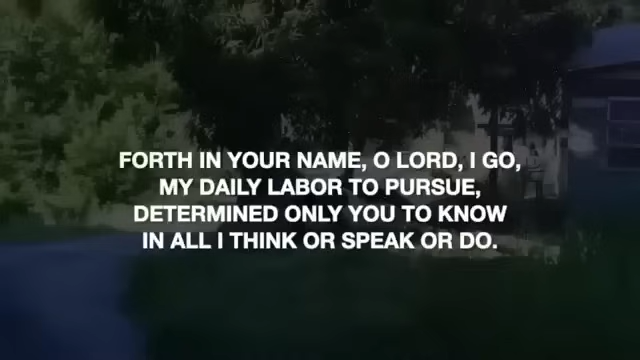 FORTH IN YOUR NAME, O LORD, I GO,
MY DAILY LABOR TO PURSUE,
DETERMINED ONLY YOU TO KNOW
IN ALL I THINK OR SPEAK OR DO.